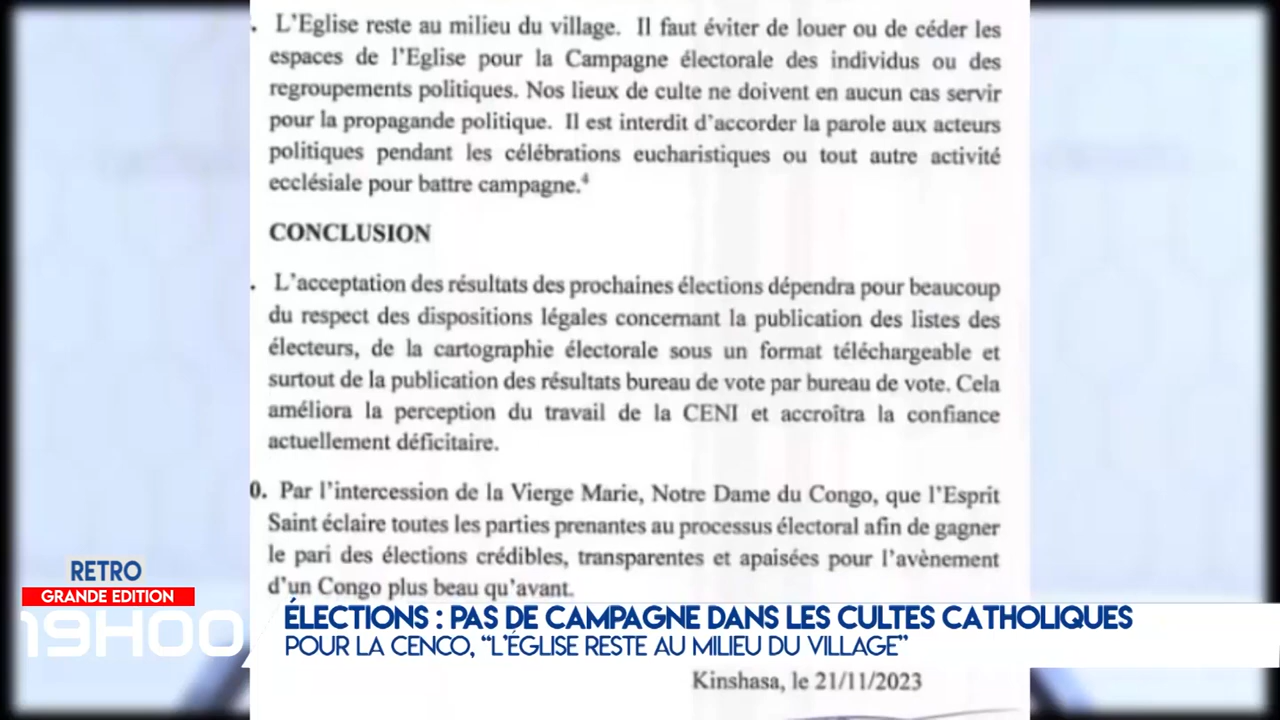 . L'Eglise reste au milieu du village. Il faut éviter de louer ou de céder les
espaces de l'Eglise pour la Campagne électorale des individus ou des
regroupements politiques. Nos lieux de culte ne doivent en aucun cas servir
pour la propagande politique. Il est interdit d'accorder la parole aux acteurs
politiques pendant les célébrations eucharistiques ou tout autre activité
ecclésiale pour battre campagne.⁴
CONCLUSION
. L'acceptation des résultats des prochaines élections dépendra pour beaucoup
du respect des dispositions légales concernant la publication des listes des
électeurs, de la cartographie électorale sous un format téléchargeable et
surtout de la publication des résultats bureau de vote par bureau de vote. Cela
améliora la perception du travail de la CENI et accroîtra la confiance
actuellement déficitaire.
0. Par l'intercession de la Vierge Marie, Notre Dame du Congo, que l'Esprit
Saint éclaire toutes les parties prenantes au processus électoral afin de gagner
le pari des élections crédibles, transparentes et apaisées pour l'avènement
d'un Congo plus beau qu'avant.
RETRO
GRANDE EDITION
19H00
ÉLECTIONS : PAS DE CAMPAGNE DANS LES CULTES CATHOLIQUES
POUR LA CENCO, “L'ÉGLISE RESTE AU MILIEU DU VILLAGE”
Kinshasa, le 21/11/2023